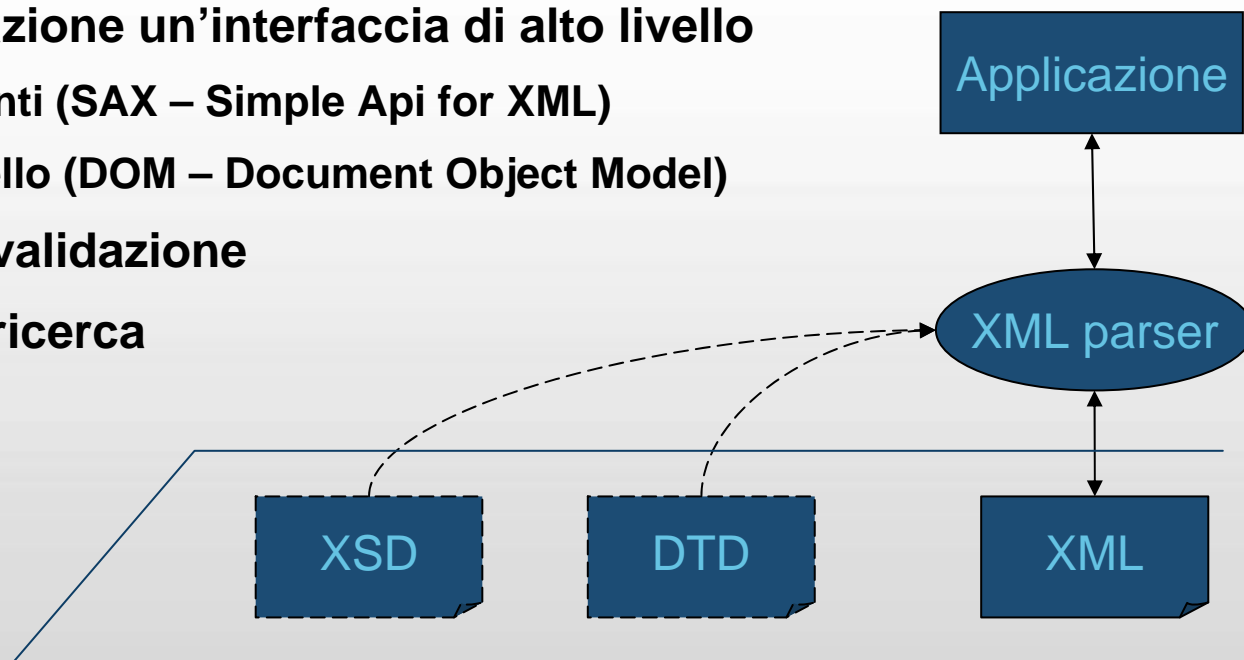 zione un’interfaccia di alto livello
nti (SAX – Simple Api for XML)
llo (DOM – Document Object Model)
validazione
ricerca
Applicazione
XML parser
XSD
DTD
XML